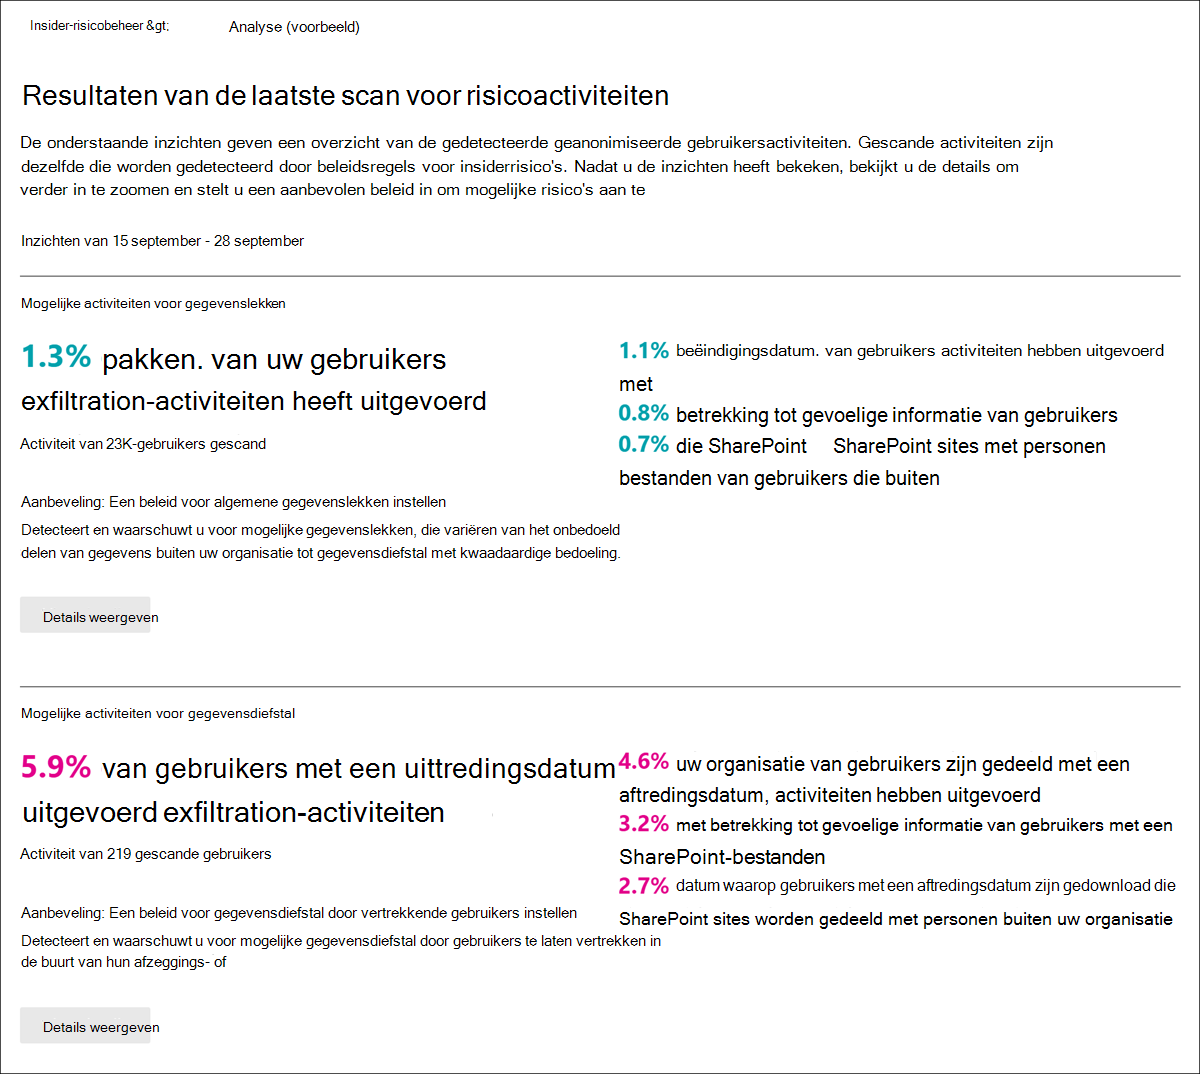 Insider-risicobeheer &gt; Analyse (voorbeeld)
Resultaten van de laatste scan voor risicoactiviteiten
De onderstaande inzichten geven een overzicht van de gedetecteerde geanonimiseerde gebruikersactiviteiten. Gescande activiteiten zijn
dezelfde die worden gedetecteerd door beleidsregels voor insiderrisico's. Nadat u de inzichten heeft bekeken, bekijkt u de details om
verder in te zoomen en stelt u een aanbevolen beleid in om mogelijke risico's aan te
Inzichten van 15 september - 28 september
Mogelijke activiteiten voor gegevenslekken
1.3% pakken. van uw gebruikers
exfiltration-activiteiten heeft uitgevoerd
Activiteit van 23K-gebruikers gescand
Aanbeveling: Een beleid voor algemene gegevenslekken instellen
Detecteert en waarschuwt u voor mogelijke gegevenslekken, die variëren van het onbedoeld
delen van gegevens buiten uw organisatie tot gegevensdiefstal met kwaadaardige bedoeling.
Details weergeven
1.1% beëindigingsdatum. van gebruikers activiteiten hebben uitgevoerd
met
0.8% betrekking tot gevoelige informatie van gebruikers
0.7% die SharePoint SharePoint sites met personen
bestanden van gebruikers die buiten
Mogelijke activiteiten voor gegevensdiefstal
5.9% van gebruikers met een uittredingsdatum
uitgevoerd exfiltration-activiteiten
Activiteit van 219 gescande gebruikers
Aanbeveling: Een beleid voor gegevensdiefstal door vertrekkende gebruikers instellen
Detecteert en waarschuwt u voor mogelijke gegevensdiefstal door gebruikers te laten vertrekken in
de buurt van hun afzeggings- of
Details weergeven
4.6% uw organisatie van gebruikers zijn gedeeld met een
aftredingsdatum, activiteiten hebben uitgevoerd
3.2% met betrekking tot gevoelige informatie van gebruikers met een
SharePoint-bestanden
2.7% datum waarop gebruikers met een aftredingsdatum zijn gedownload die
SharePoint sites worden gedeeld met personen buiten uw organisatie